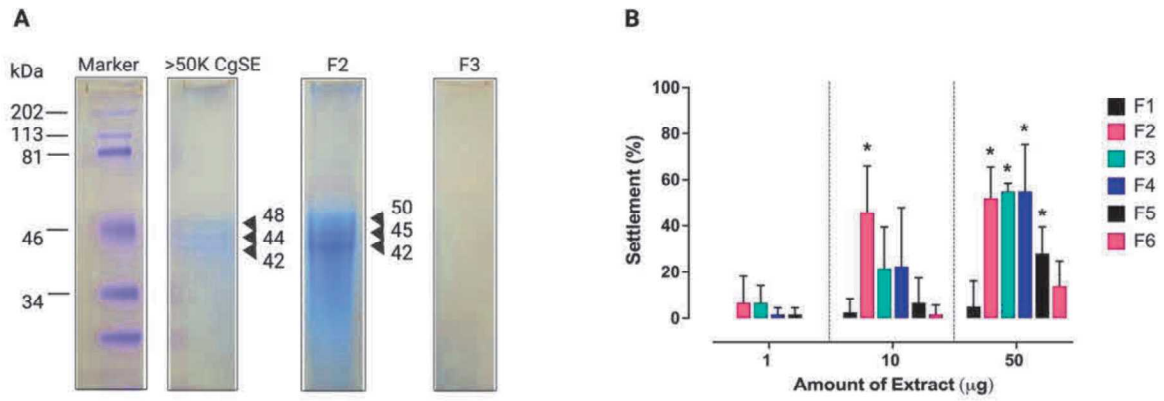 A
B
kDa
Marker
>50K CgSE
F2
F3
202
113
81
46
34
48
44
42
50
45
42
Settlement (%)
100
80
60
40
20
0
*
*
*
*
*
1
10
50
Amount of Extract (μg)
F1
F2
F3
F4
F5
F6